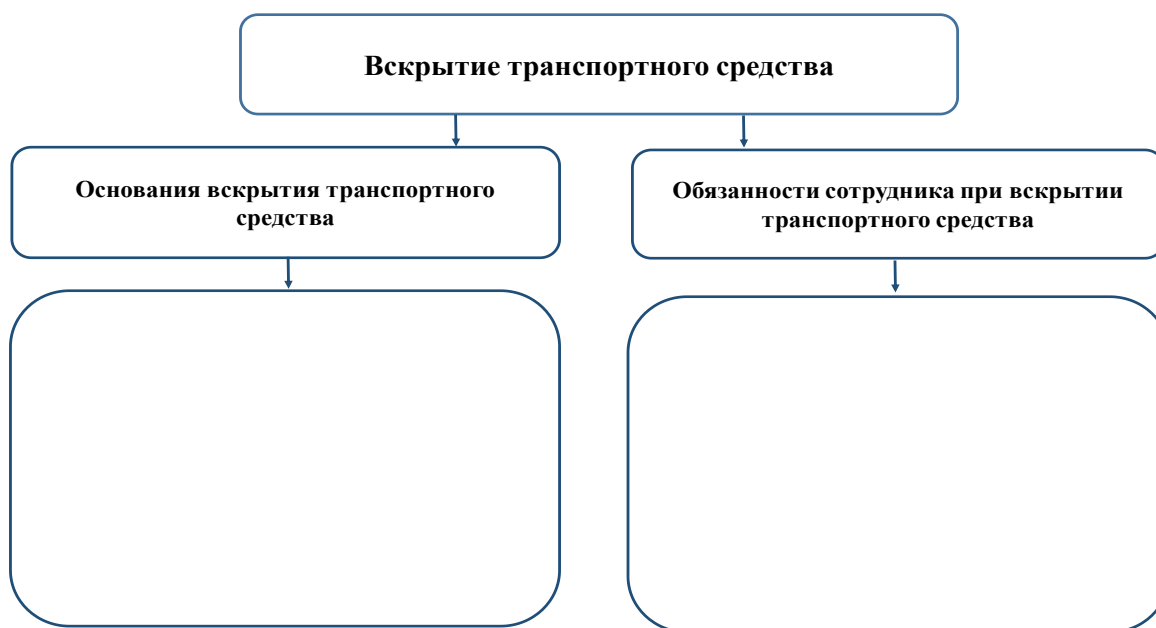 Вскрытие транспортного средства
Основания вскрытия транспортного
средства
Обязанности сотрудника при вскрытии
транспортного средства